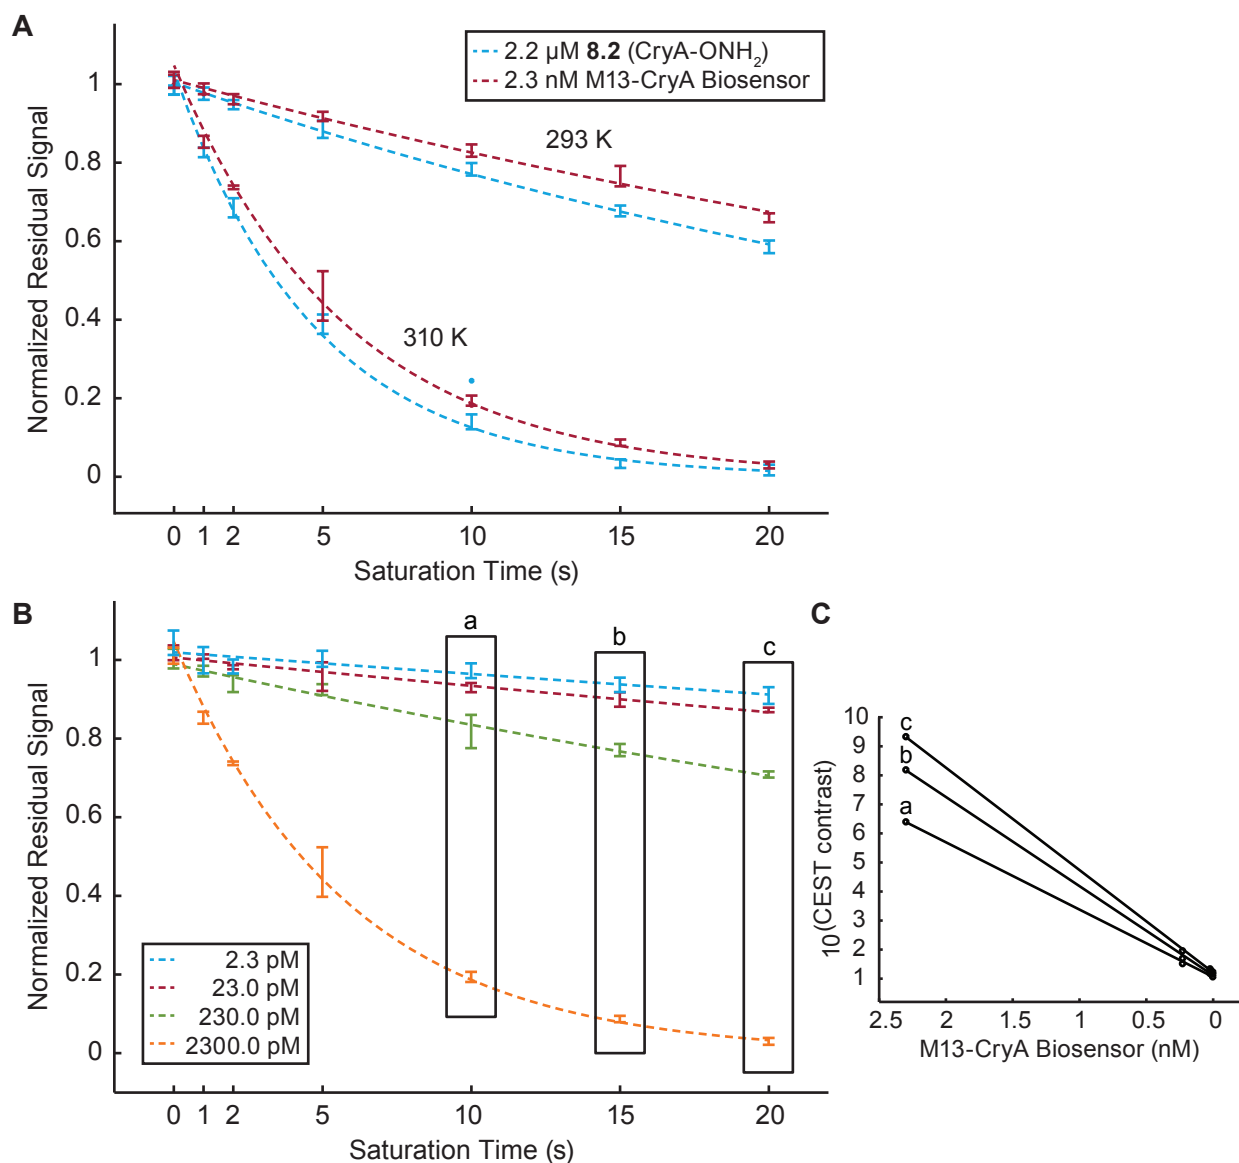 A
2.2 μM 8.2 (CryA-ONH₂)
2.3 nM M13-CryA Biosensor
Normalized Residual Signal
1
0.8
0.6
0.4
0.2
0
293 K
310 K
0 1 2 5 10 15 20
Saturation Time (s)
B
a
b
c
Normalized Residual Signal
1
0.8
0.6
0.4
0.2
0
2.3 pM
23.0 pM
230.0 pM
2300.0 pM
0 1 2 5 10 15 20
Saturation Time (s)
C
10(CEST contrast)
10
9
8
7
6
5
4
3
2
1
c
b
a
2.5 2 1.5 1 0.5 0
M13-CryA Biosensor (nM)